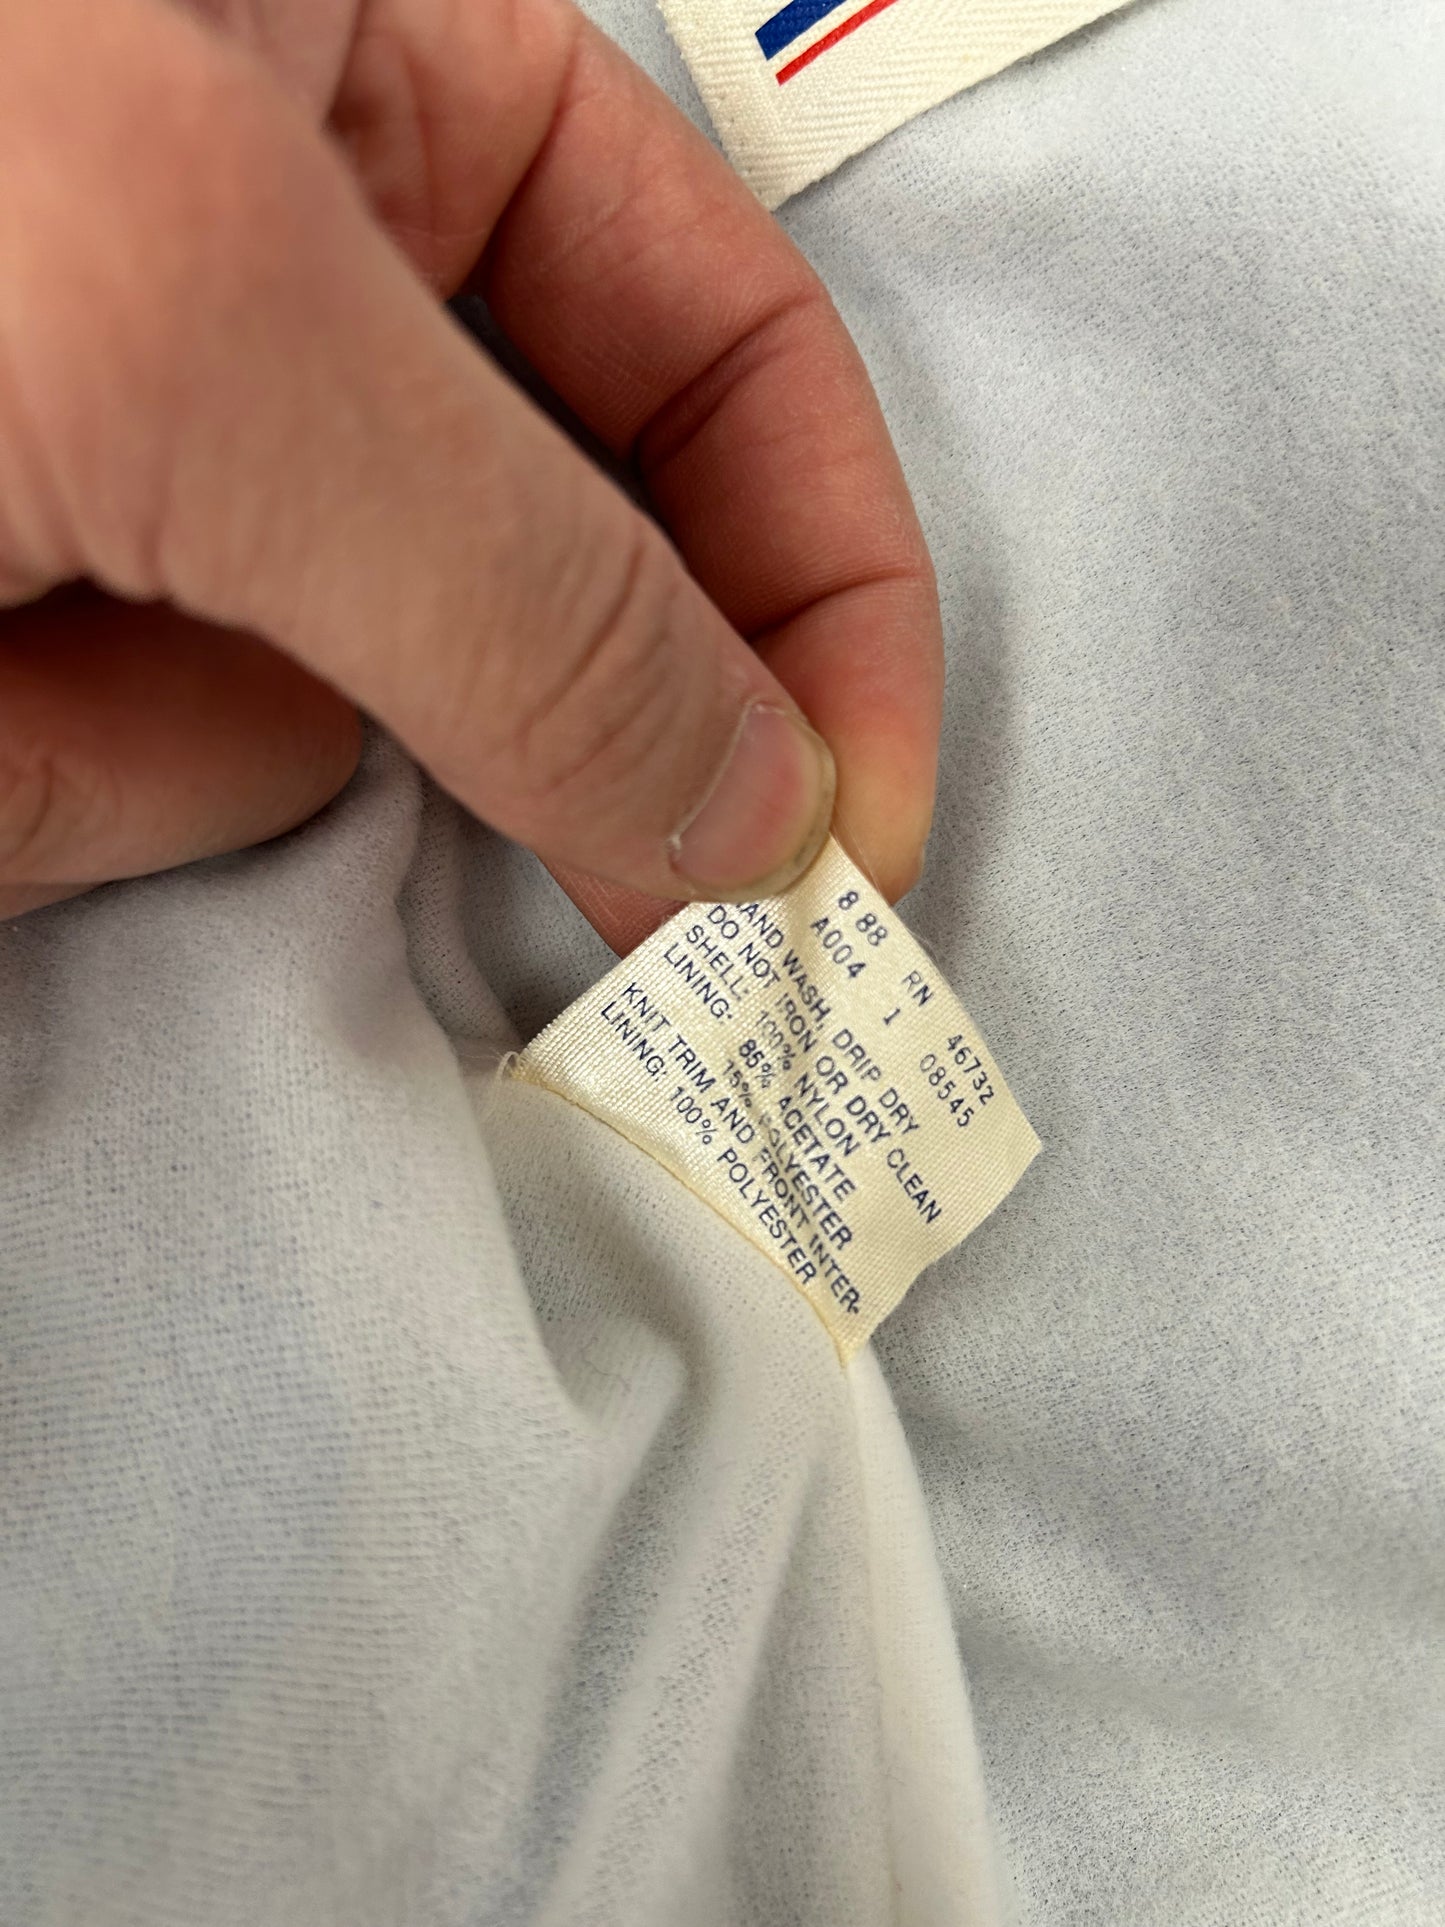 8 88 RN 46732
A004 1 08545
HAND WASH, DRIP DRY
DO NOT IRON OR DRY CLEAN
SHELL: 100% NYLON
LINING: 85% ACETATE
15% POLYESTER
KNIT TRIM AND FRONT INTER-
LINING: 100% POLYESTER